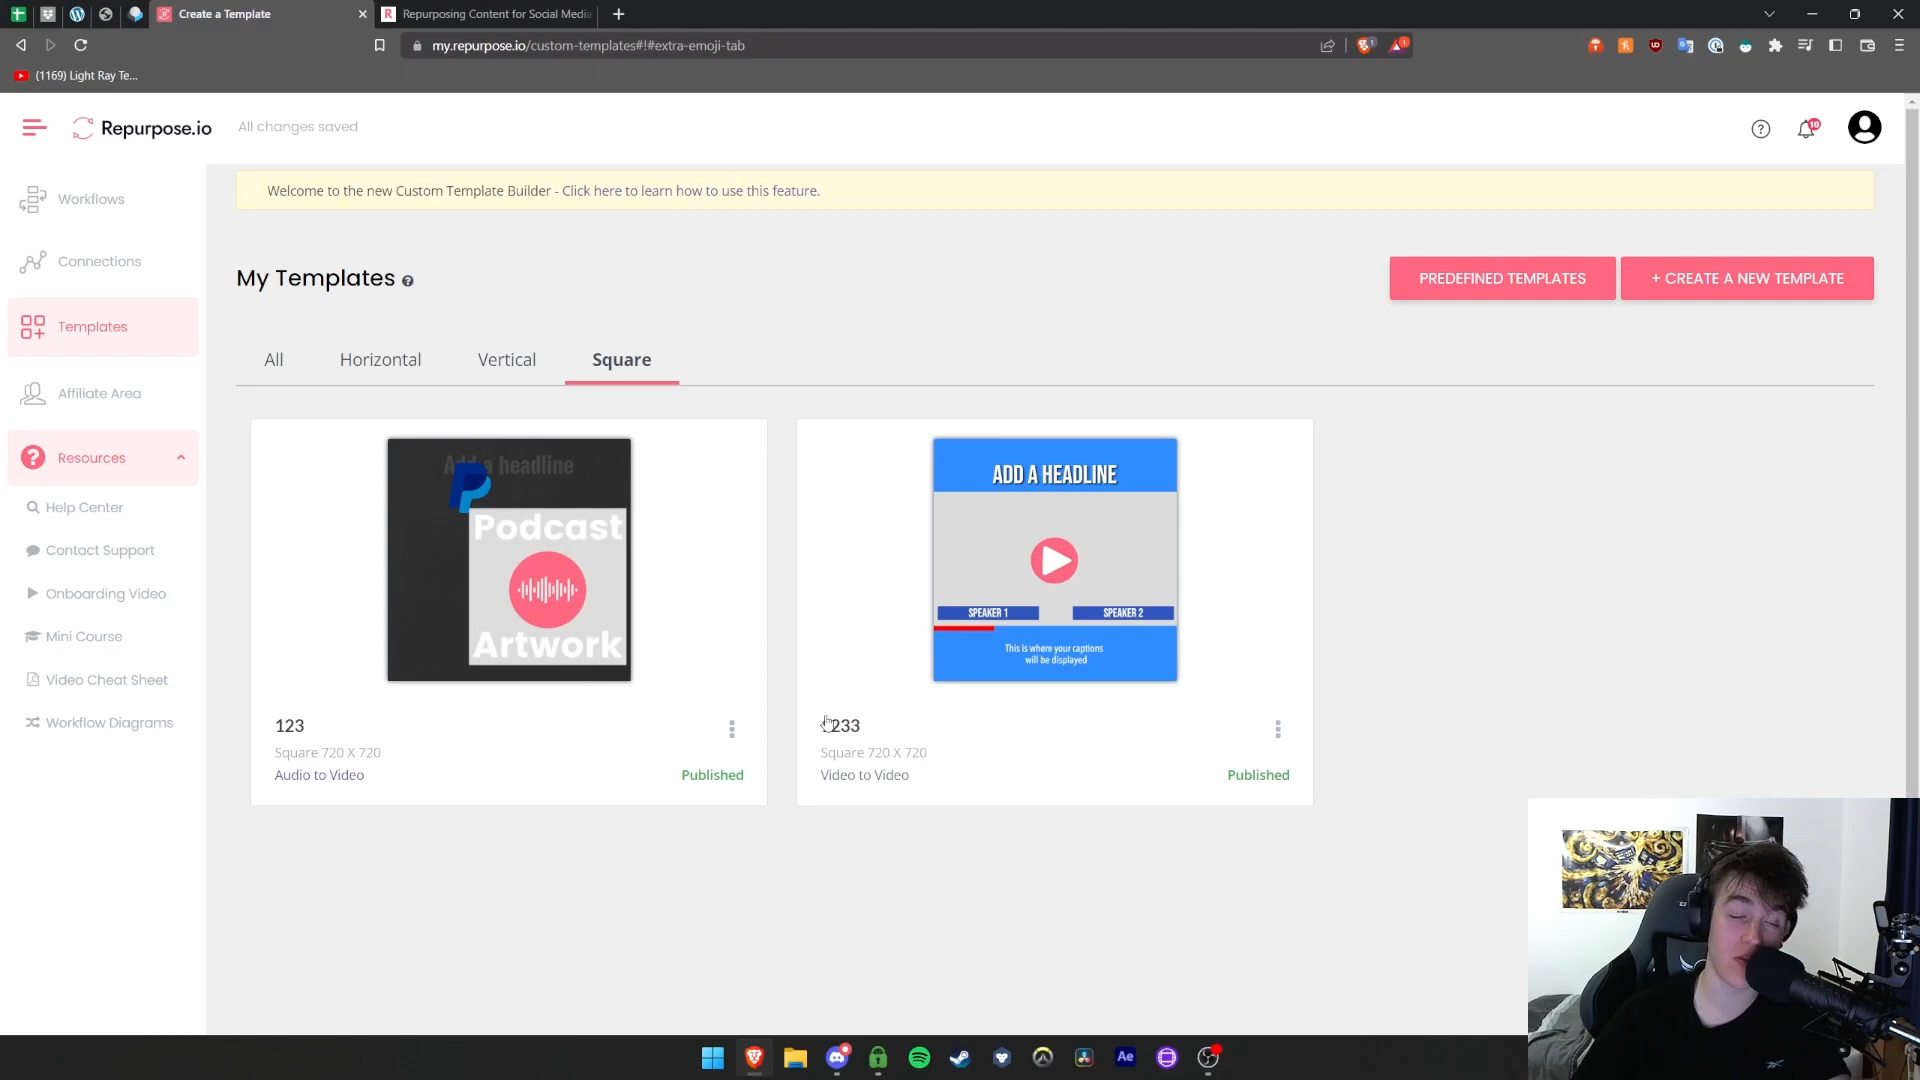 Create a Template
Repurposing Content for Social Media
my.repurpose.io/custom-templates#!#extra-emoji-tab
(1169) Light Ray Te...
Repurpose.io
All changes saved
10
Workflows
Connections
Templates
Affiliate Area
Resources
Help Center
Contact Support
Onboarding Video
Mini Course
Video Cheat Sheet
Workflow Diagrams
Welcome to the new Custom Template Builder - Click here to learn how to use this feature.
My Templates
PREDEFINED TEMPLATES
+ CREATE A NEW TEMPLATE
All
Horizontal
Vertical
Square
Add a headline
Podcast
Artwork
123
Square 720 X 720
Audio to Video
Published
ADD A HEADLINE
SPEAKER 1
SPEAKER 2
This is where your captions
will be displayed
233
Square 720 X 720
Video to Video
Published
Ae